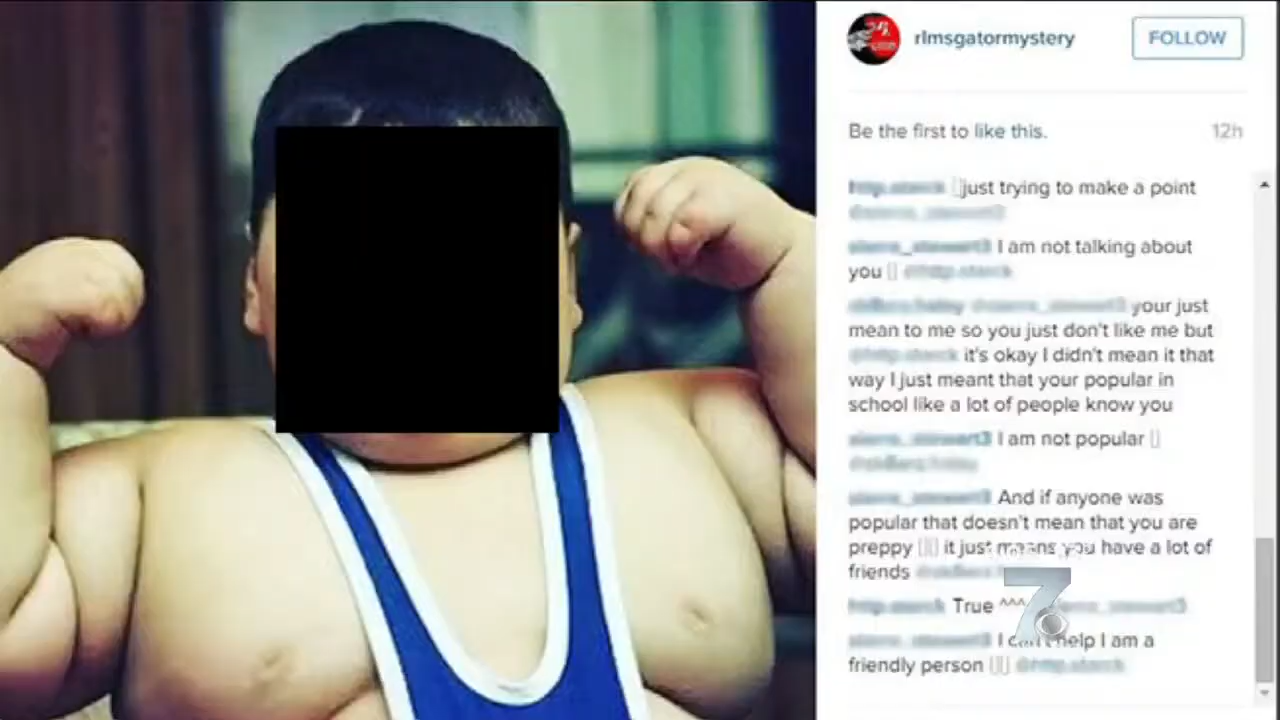 rlmsgatormystery
FOLLOW
Be the first to like this.
12h
just trying to make a point
I am not talking about
you
your just
mean to me so you just don't like me but
it's okay I didn't mean it that
way I just meant that your popular in
school like a lot of people know you
I am not popular
And if anyone was
popular that doesn't mean that you are
preppy it just means you have a lot of
friends
True ^^^
7
I can't help I am a
friendly person